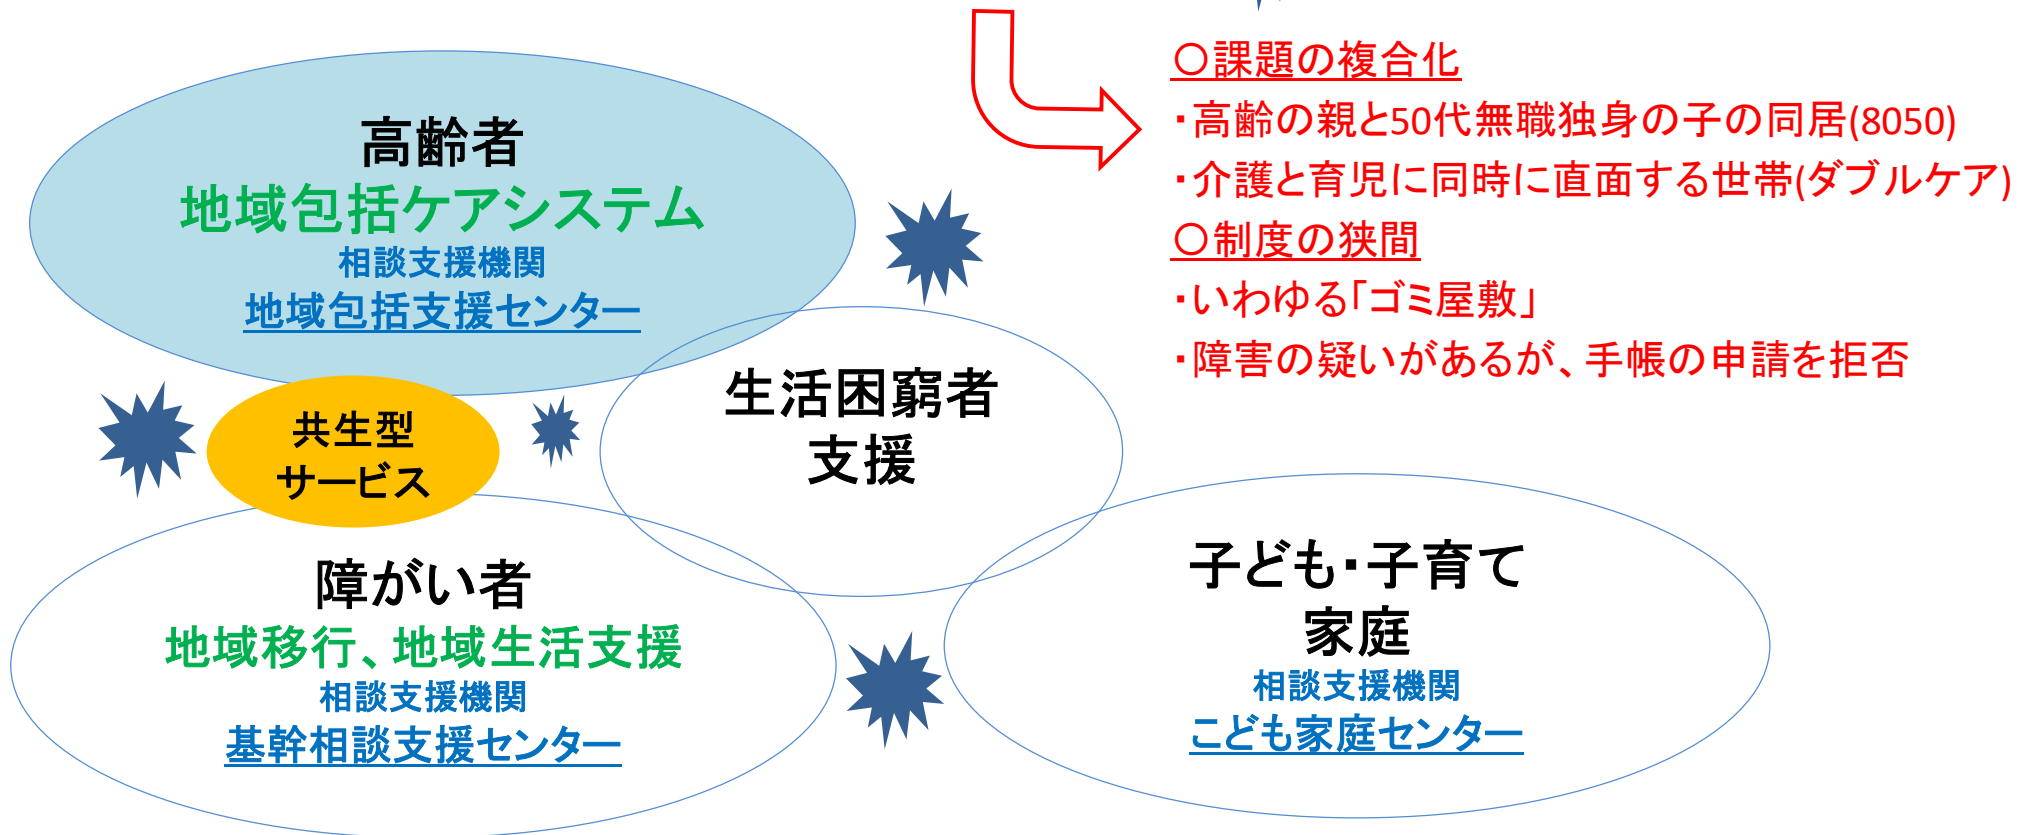 〇課題の複合化
・高齢の親と50代無職独身の子の同居(8050)
・介護と育児に同時に直面する世帯(ダブルケア)
〇制度の狭間
・いわゆる「ゴミ屋敷」
・障害の疑いがあるが、手帳の申請を拒否
高齢者
地域包括ケアシステム
相談支援機関
地域包括支援センター
共生型
サービス
生活困窮者
支援
障がい者
地域移行、地域生活支援
相談支援機関
基幹相談支援センター
子ども・子育て
家庭
相談支援機関
こども家庭センター